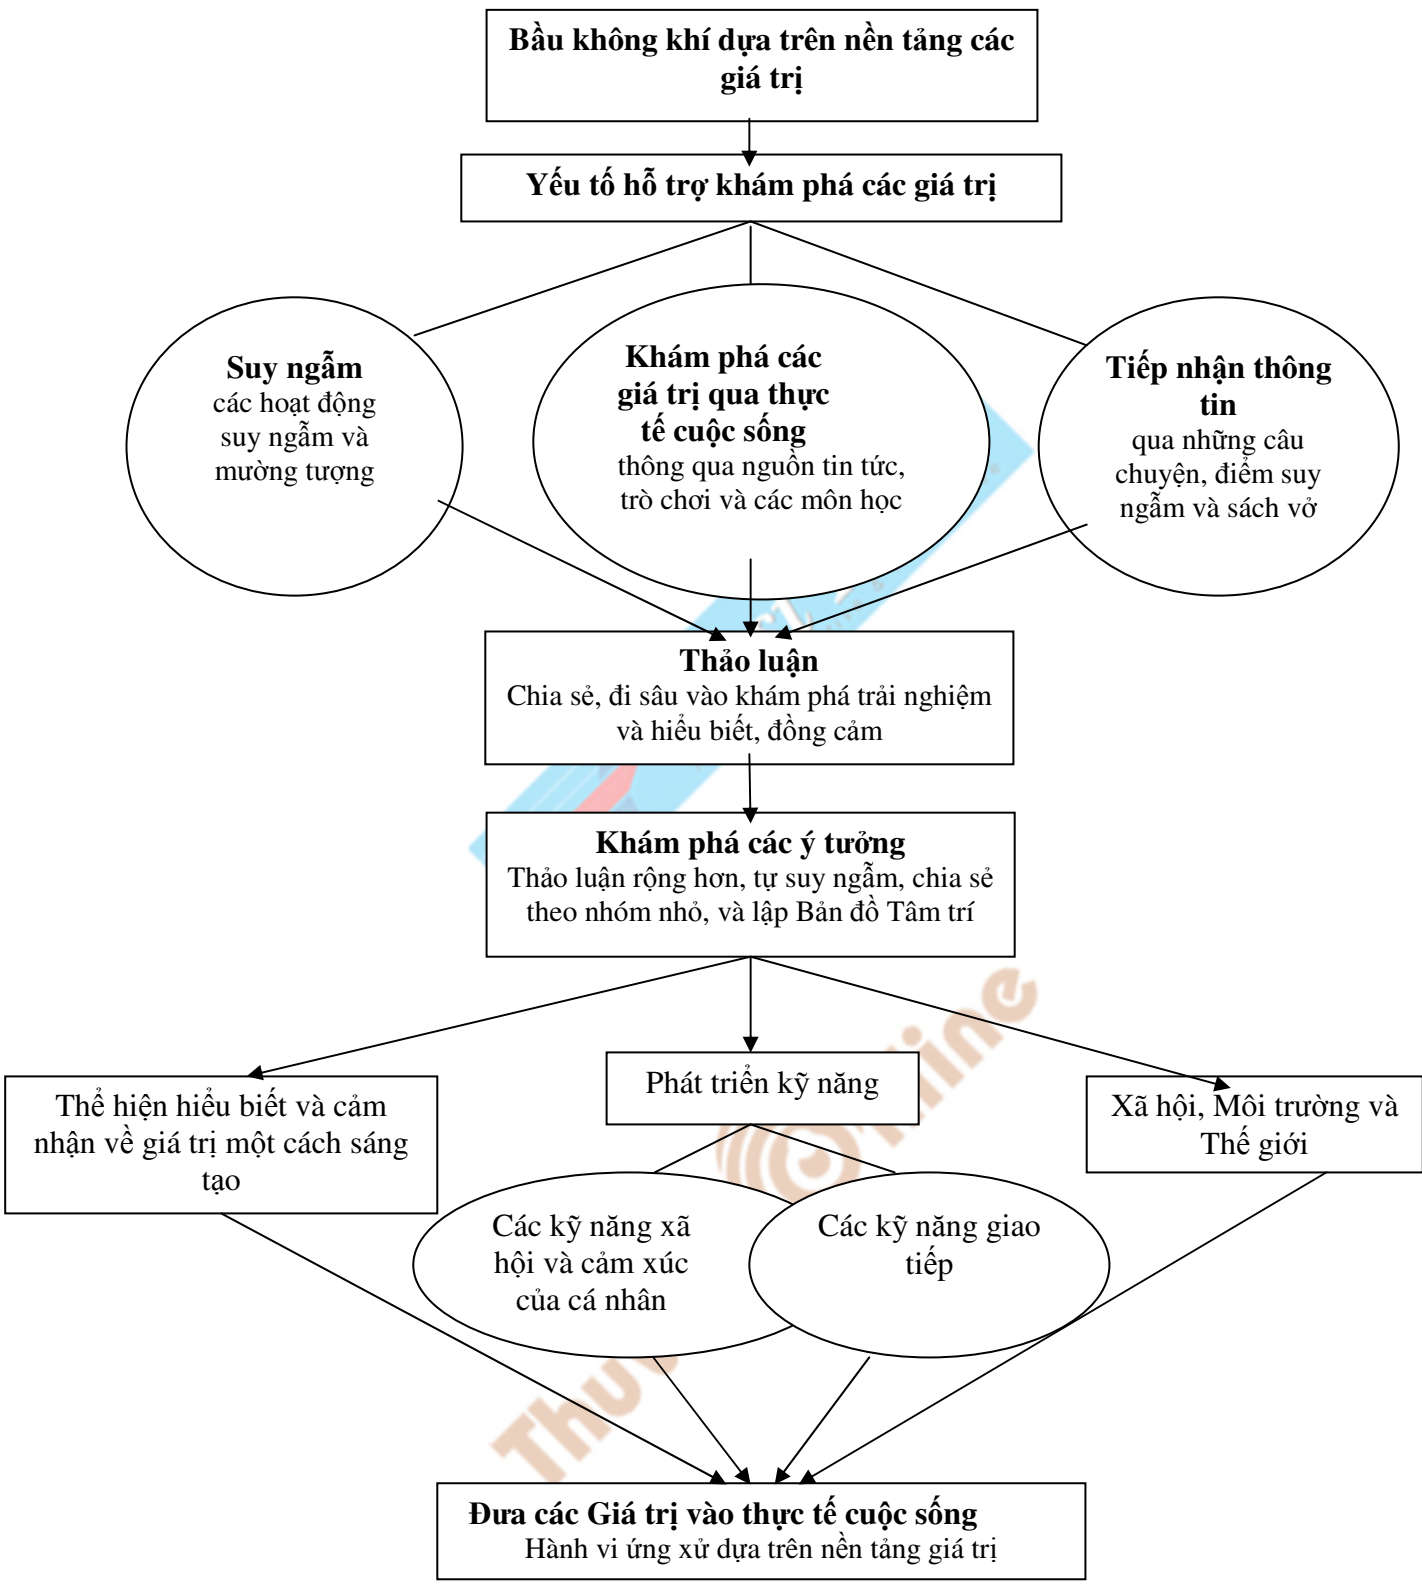 Bầu không khí dựa trên nền tảng các
giá trị
Yếu tố hỗ trợ khám phá các giá trị
Suy ngẫm
các hoạt động
suy ngẫm và
mường tượng
Khám phá các
giá trị qua thực
tế cuộc sống
thông qua nguồn tin tức,
trò chơi và các môn học
Tiếp nhận thông
tin
qua những câu
chuyện, điểm suy
ngẫm và sách vở
Thảo luận
Chia sẻ, đi sâu vào khám phá trải nghiệm
và hiểu biết, đồng cảm
Khám phá các ý tưởng
Thảo luận rộng hơn, tự suy ngẫm, chia sẻ
theo nhóm nhỏ, và lập Bản đồ Tâm trí
Thể hiện hiểu biết và cảm
nhận về giá trị một cách sáng
tạo
Phát triển kỹ năng
Xã hội, Môi trường và
Thế giới
Các kỹ năng xã
hội và cảm xúc
của cá nhân
Các kỹ năng giao
tiếp
Đưa các Giá trị vào thực tế cuộc sống
Hành vi ứng xử dựa trên nền tảng giá trị